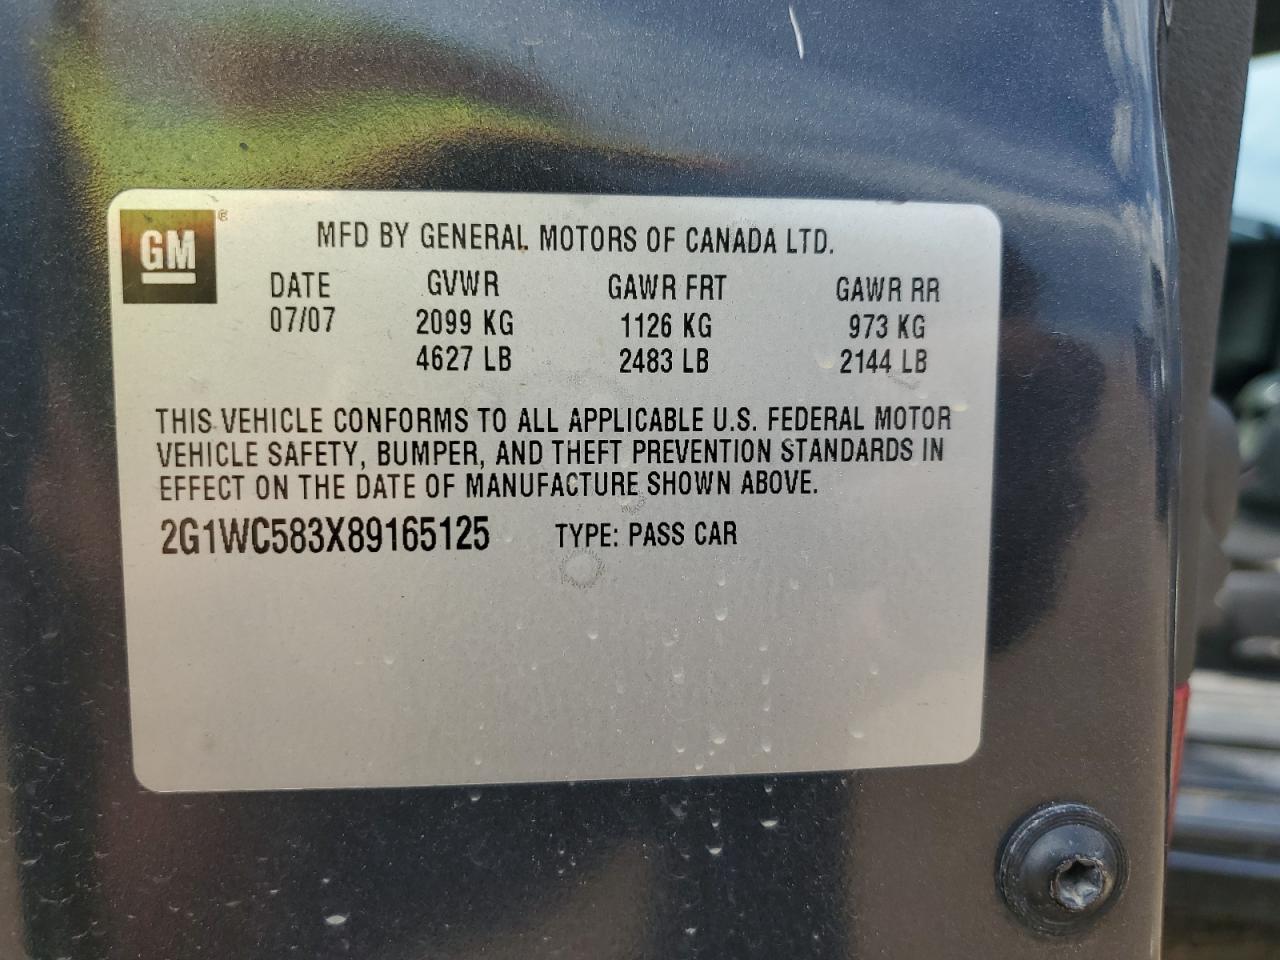 GM®
MFD BY GENERAL MOTORS OF CANADA LTD.
DATE GVWR GAWR FRT GAWR RR
07/07 2099 KG 1126 KG 973 KG
4627 LB 2483 LB 2144 LB
THIS VEHICLE CONFORMS TO ALL APPLICABLE U.S. FEDERAL MOTOR
VEHICLE SAFETY, BUMPER, AND THEFT PREVENTION STANDARDS IN
EFFECT ON THE DATE OF MANUFACTURE SHOWN ABOVE.
2G1WC583X89165125 TYPE: PASS CAR